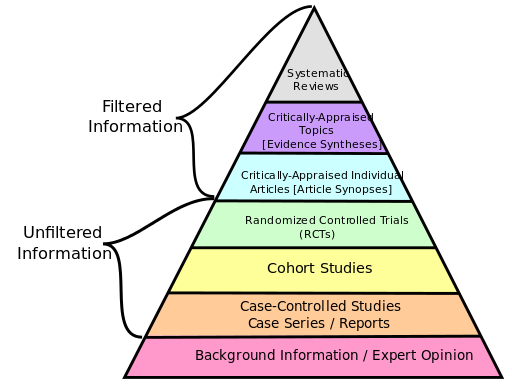 Systematic
Reviews
Filtered
Information
Critically-Appraised
Topics
[Evidence Syntheses]
Critically-Appraised Individual
Articles [Article Synopses]
Unfiltered
Information
Randomized Controlled Trials
(RCTs)
Cohort Studies
Case-Controlled Studies
Case Series / Reports
Background Information / Expert Opinion